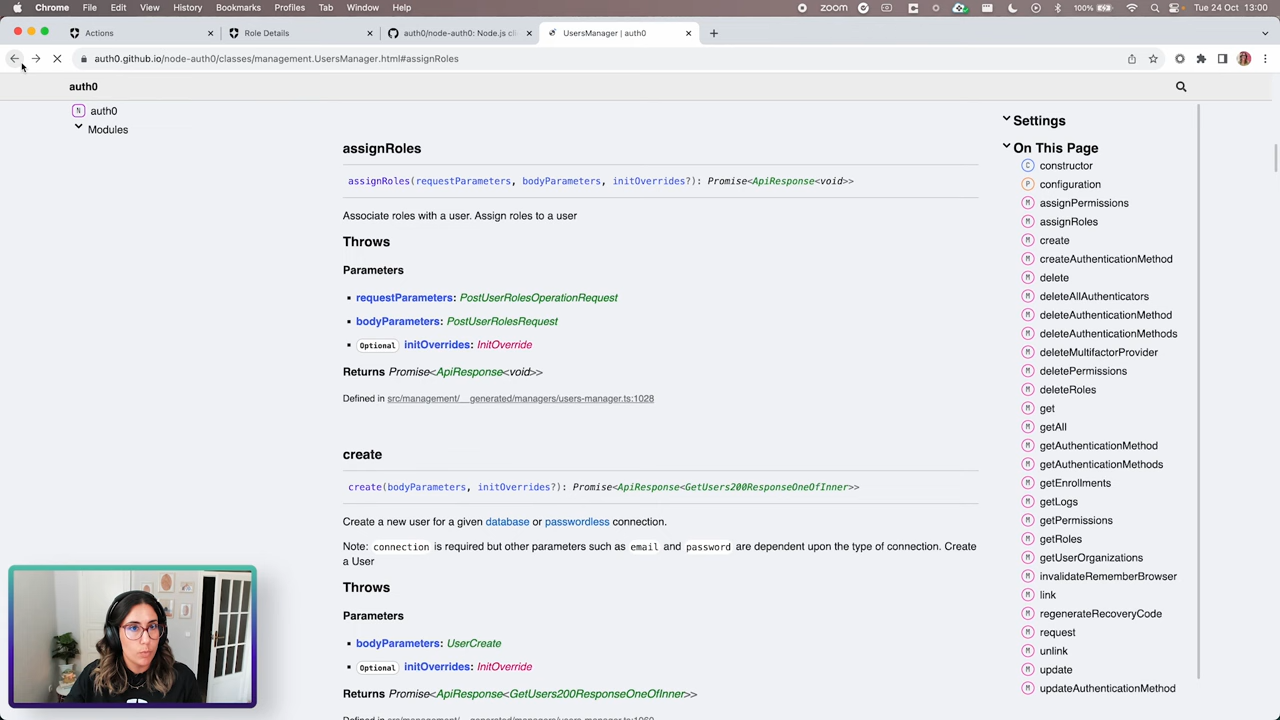 Chrome File Edit View History Bookmarks Profiles Tab Window Help ZOOM Tue 24 Oct 13:00
Actions Role Details auth0/node-auth0: Node.js cli UsersManager | auth0
auth0.github.io/node-auth0/classes/management.UsersManager.html#assignRoles
auth0
N auth0
Modules
assignRoles
assignRoles(requestParameters, bodyParameters, initOverrides?): Promise<ApiResponse<void>>
Associate roles with a user. Assign roles to a user
Throws
Parameters
requestParameters: PostUserRolesOperationRequest
bodyParameters: PostUserRolesRequest
Optional initOverrides: InitOverride
Returns Promise<ApiResponse<void>>
Defined in src/management/__generated/managers/users-manager.ts:1028
create
create(bodyParameters, initOverrides?): Promise<ApiResponse<GetUsers200ResponseOneOfInner>>
Create a new user for a given database or passwordless connection.
Note: connection is required but other parameters such as email and password are dependent upon the type of connection. Create
a User
Throws
Parameters
bodyParameters: UserCreate
Optional initOverrides: InitOverride
Returns Promise<ApiResponse<GetUsers200ResponseOneOfInner>>
Settings
On This Page
C constructor
P configuration
M assignPermissions
M assignRoles
M create
M createAuthenticationMethod
M delete
M deleteAllAuthenticators
M deleteAuthenticationMethod
M deleteAuthenticationMethods
M deleteMultifactorProvider
M deletePermissions
M deleteRoles
M get
M getAll
M getAuthenticationMethod
M getAuthenticationMethods
M getEnrollments
M getLogs
M getPermissions
M getRoles
M getUserOrganizations
M invalidateRememberBrowser
M link
M regenerateRecoveryCode
M request
M unlink
M update
M updateAuthenticationMethod